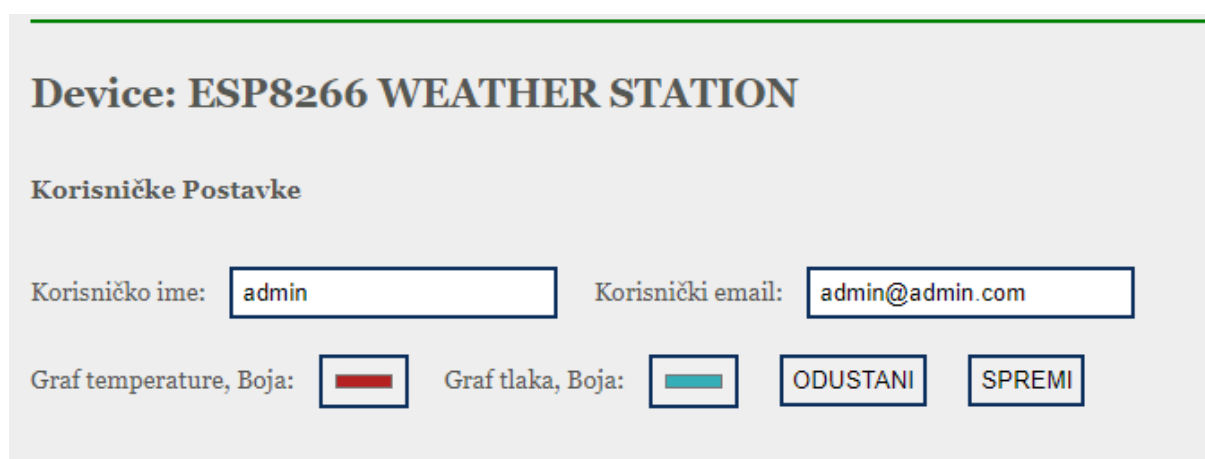 Device: ESP8266 WEATHER STATION
Korisničke Postavke
Korisničko ime: admin Korisnički email: admin@admin.com
Graf temperature, Boja: Graf tlaka, Boja: ODUSTANI SPREMI